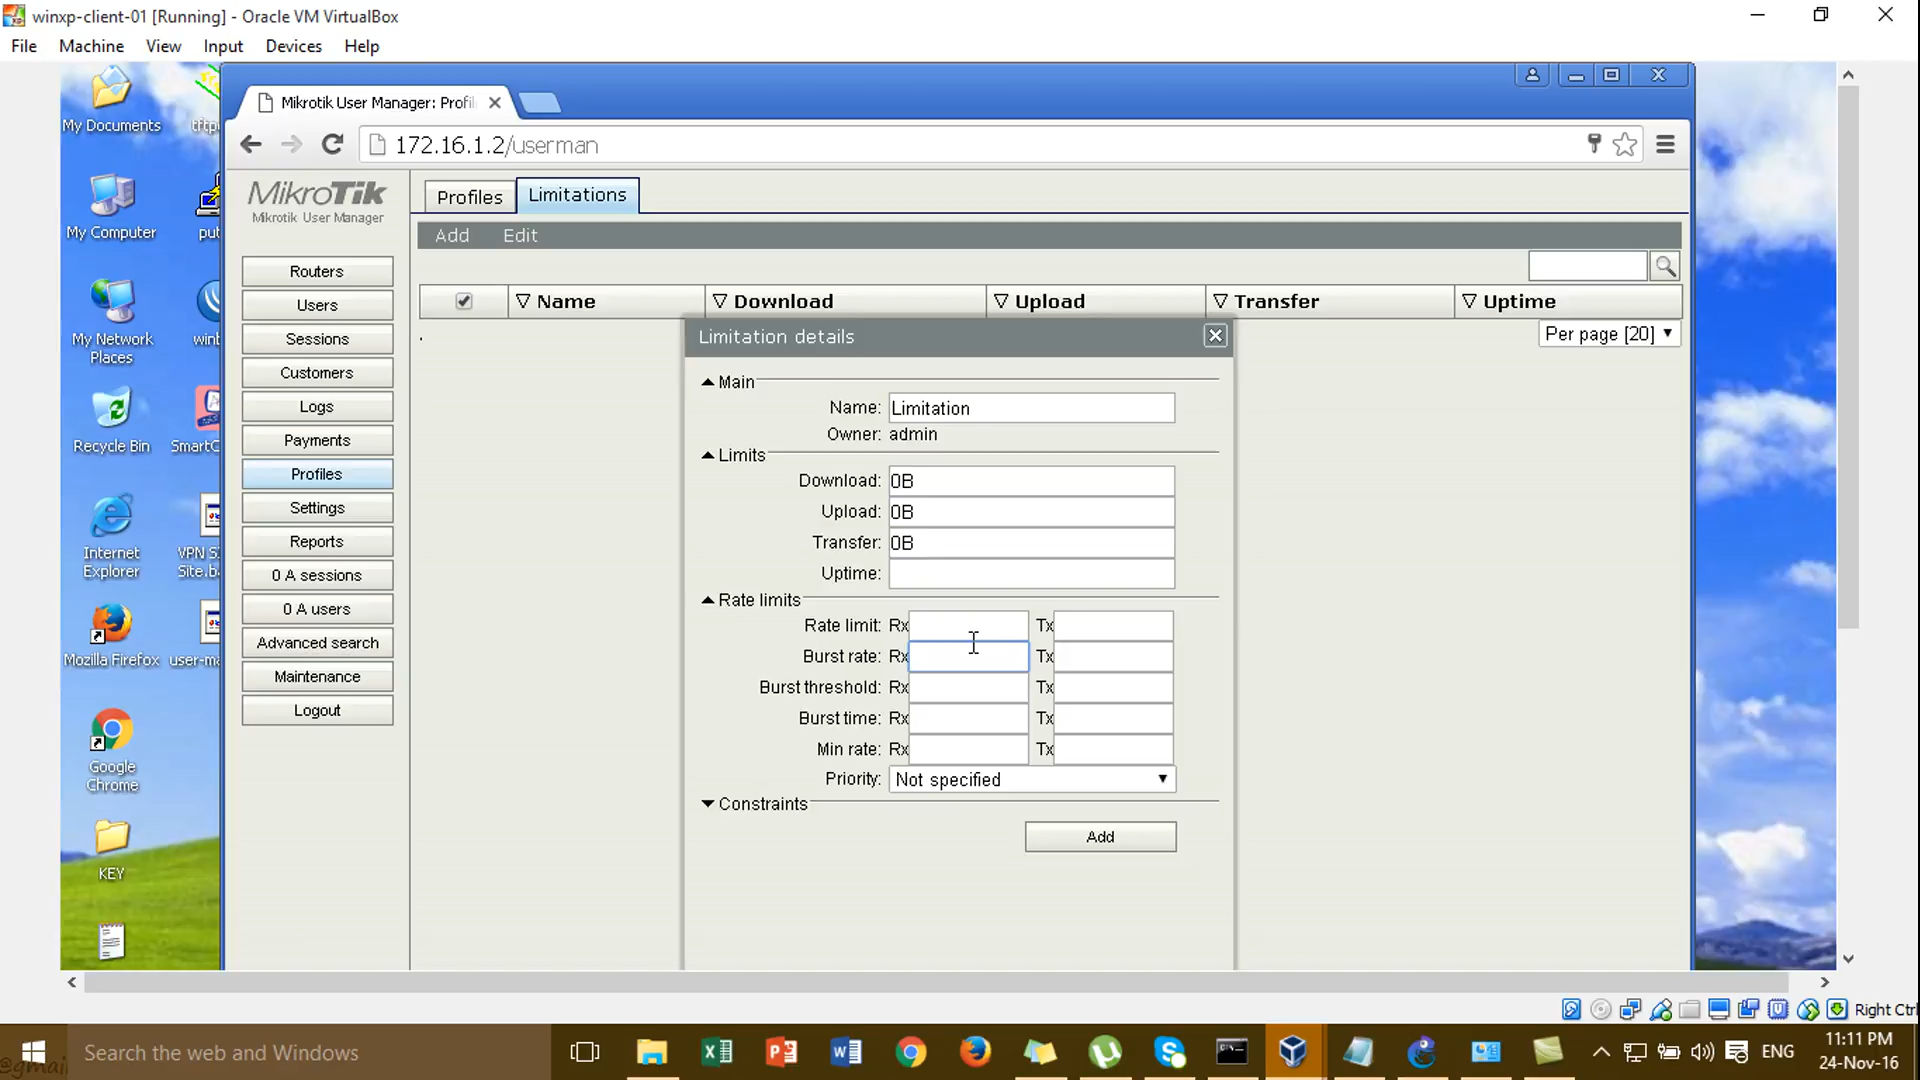 winxp-client-01 [Running] - Oracle VM VirtualBox
File Machine View Input Devices Help
My Documents
My Computer
My Network
Places
Recycle Bin
Internet
Explorer
VPN S
Site.b
Mozilla Firefox
user-m
Google
Chrome
KEY
Mikrotik User Manager: Profil
172.16.1.2/userman
MikroTik
Mikrotik User Manager
Routers
Users
Sessions
Customers
Logs
Payments
Profiles
Settings
Reports
0 A sessions
0 A users
Advanced search
Maintenance
Logout
Profiles Limitations
Add Edit
Name Download Upload Transfer Uptime
Per page [20]
Limitation details
Main
Name: Limitation
Owner: admin
Limits
Download: 0B
Upload: 0B
Transfer: 0B
Uptime:
Rate limits
Rate limit: Rx Tx
Burst rate: Rx Tx
Burst threshold: Rx Tx
Burst time: Rx Tx
Min rate: Rx Tx
Priority: Not specified
Constraints
Add
Right Ctrl
Search the web and Windows
ENG
11:11 PM
24-Nov-16